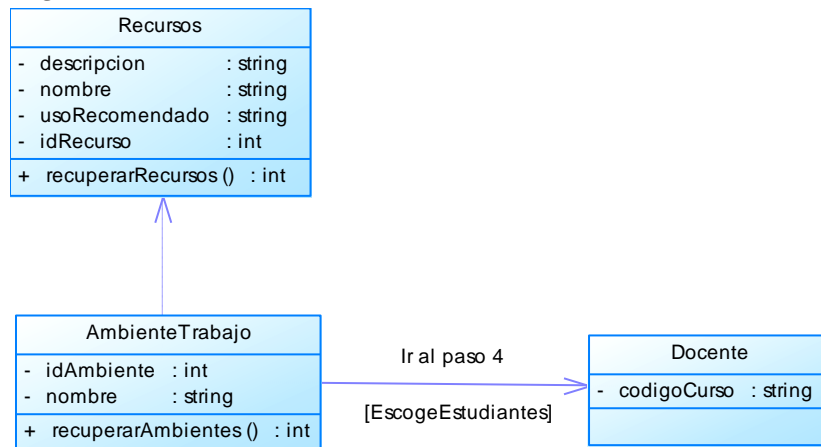 Recursos
- descripcion : string
- nombre : string
- usoRecomendado : string
- idRecurso : int
+ recuperarRecursos () : int
AmbienteTrabajo
- idAmbiente : int
- nombre : string
+ recuperarAmbientes () : int
Ir al paso 4
[EscogeEstudiantes]
Docente
- codigoCurso : string